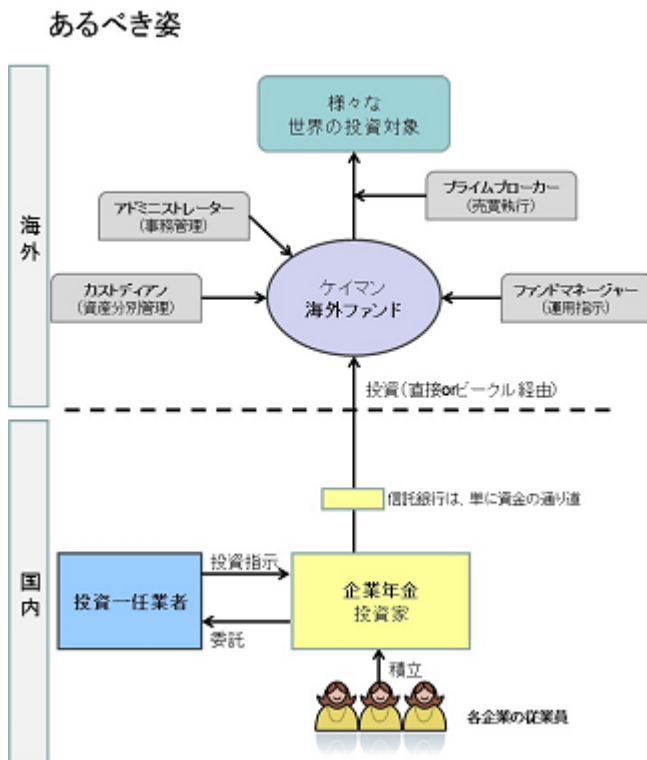 あるべき姿
海外
様々な
世界の投資対象
プライムブローカー
(売買執行)
アドミニストレーター
(事務管理)
カストディアン
(資産分別管理)
ケイマン
海外ファンド
ファンドマネージャー
(運用指示)
投資(直接orビークル経由)
国内
信託銀行は、単に資金の通り道
投資一任業者
投資指示
委託
企業年金
投資家
積立
各企業の従業員